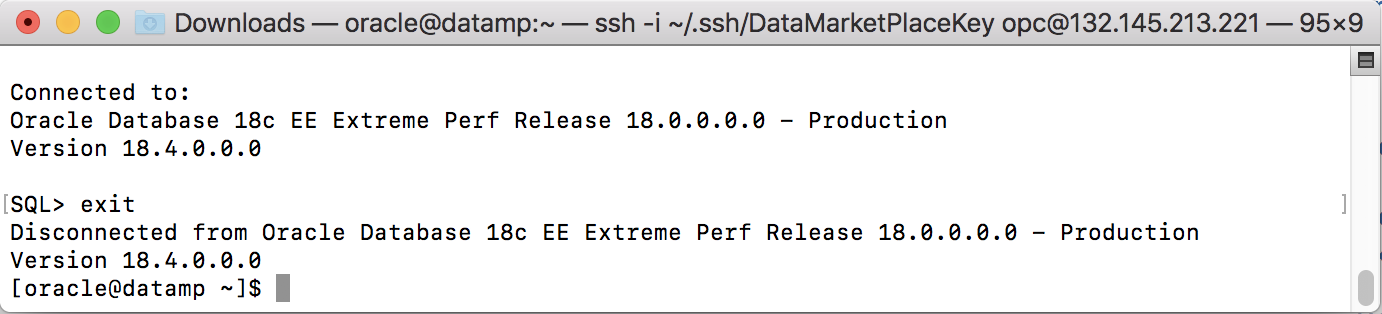 Downloads — oracle@datamp:~ — ssh -i ~/.ssh/DataMarketPlaceKey opc@132.145.213.221 — 95×9
Connected to:
Oracle Database 18c EE Extreme Perf Release 18.0.0.0.0 - Production
Version 18.4.0.0.0
[SQL> exit ]
Disconnected from Oracle Database 18c EE Extreme Perf Release 18.0.0.0.0 - Production
Version 18.4.0.0.0
[oracle@datamp ~]$